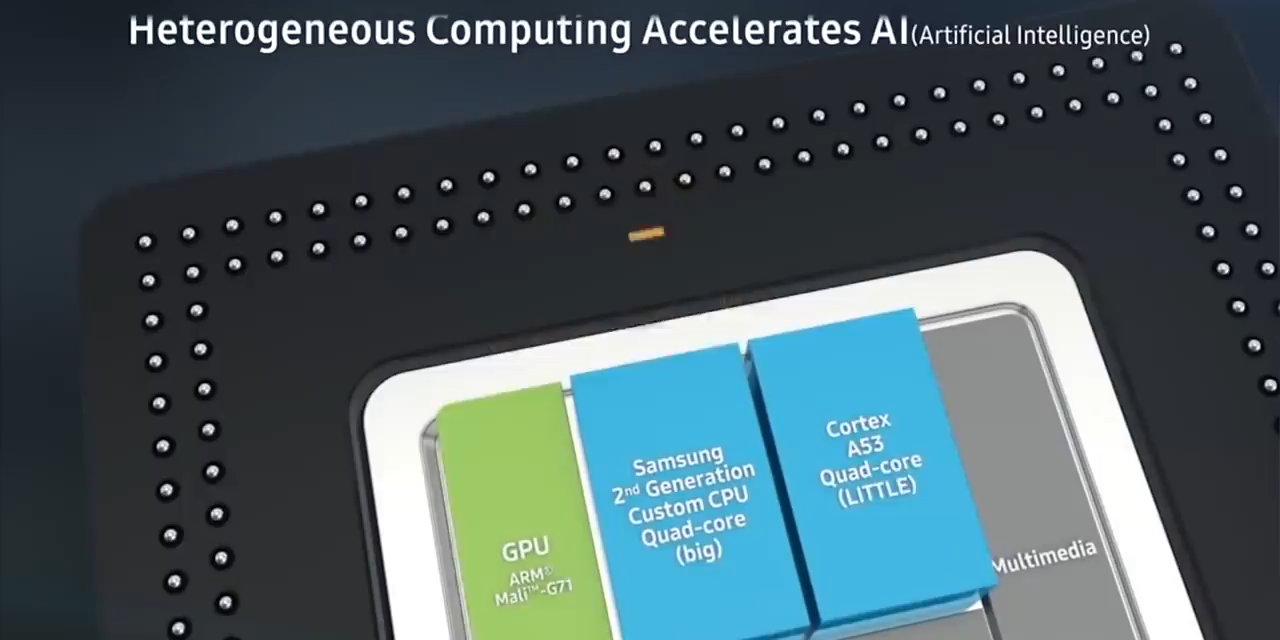 Heterogeneous Computing Accelerates AI(Artificial Intelligence)
GPU
ARM®
Mali™-G71
Samsung
2nd Generation
Custom CPU
Quad-core
(big)
Cortex
A53
Quad-core
(LITTLE)
Multimedia